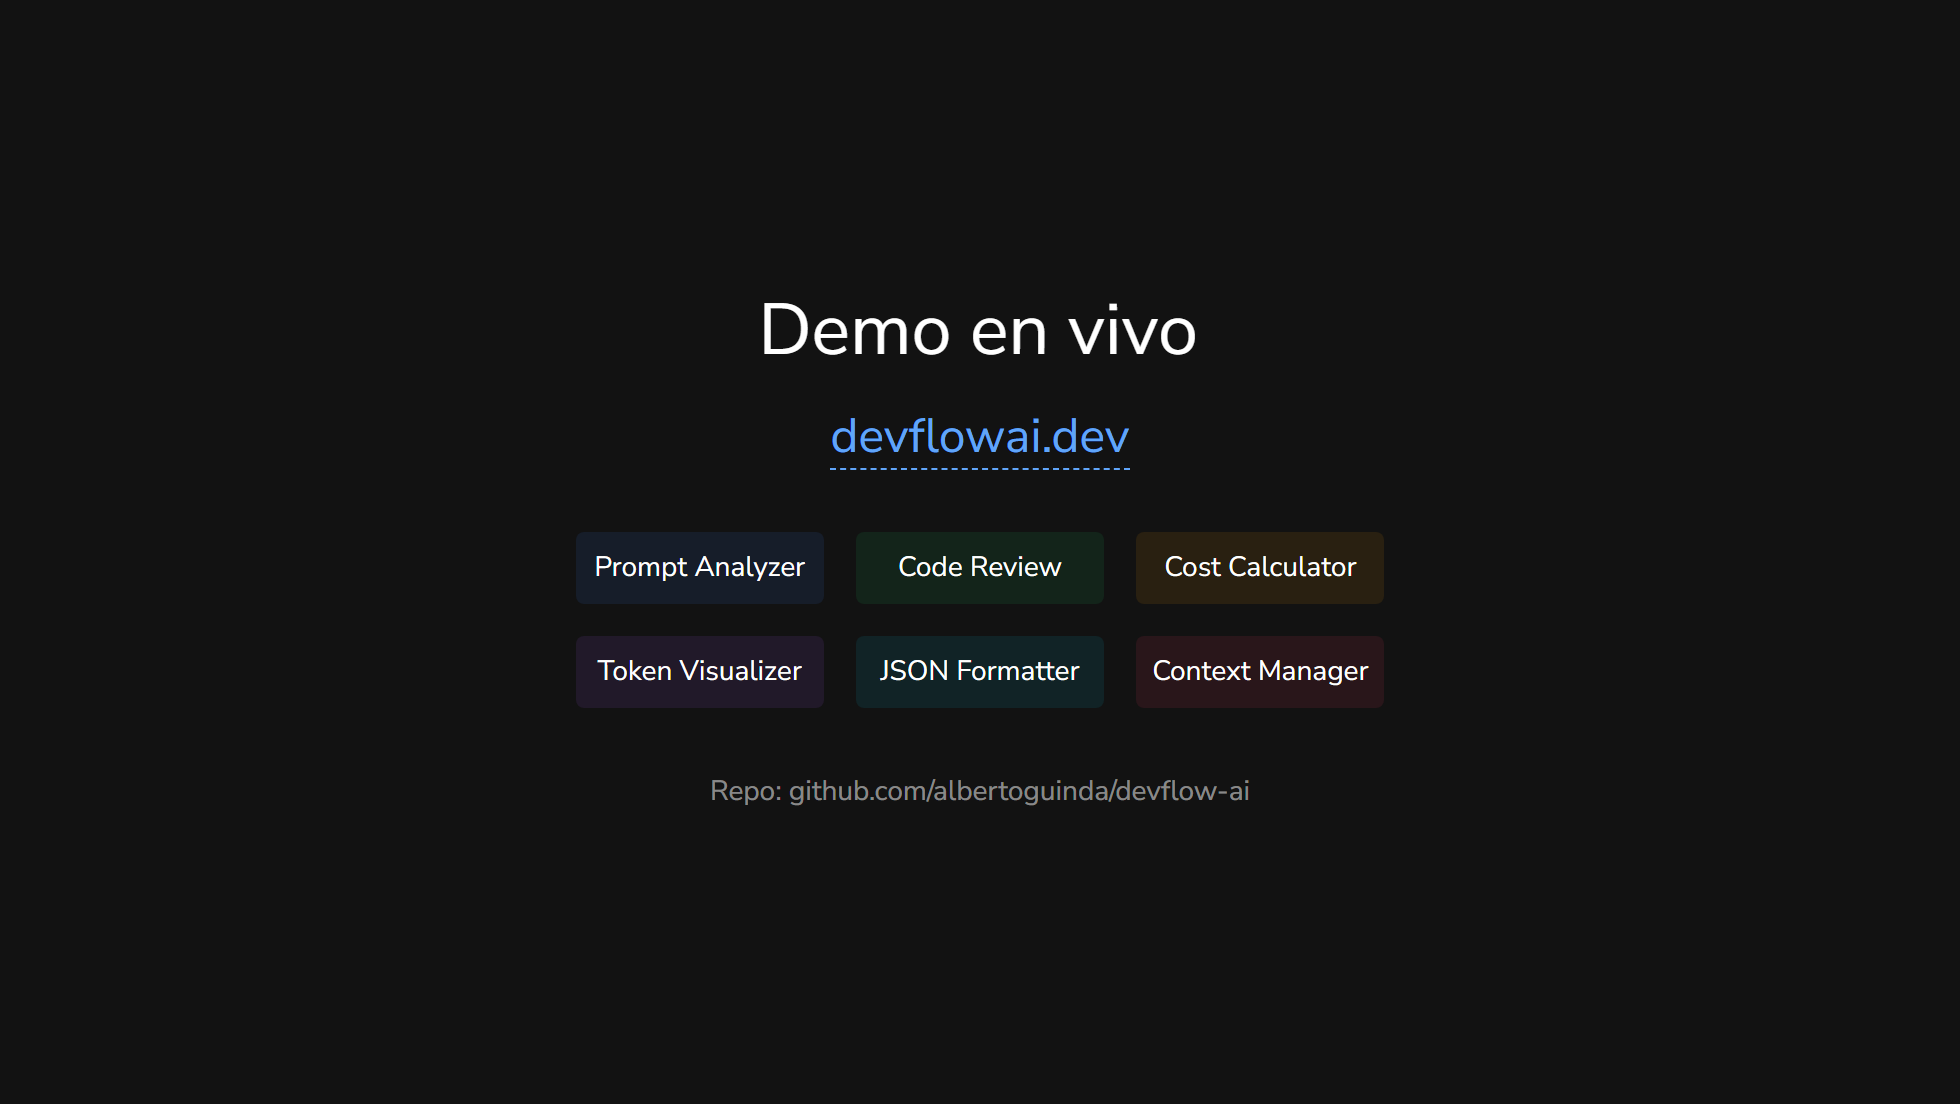 Demo en vivo
devflowai.dev
Prompt Analyzer
Code Review
Cost Calculator
Token Visualizer
JSON Formatter
Context Manager
Repo: github.com/albertoguinda/devflow-ai